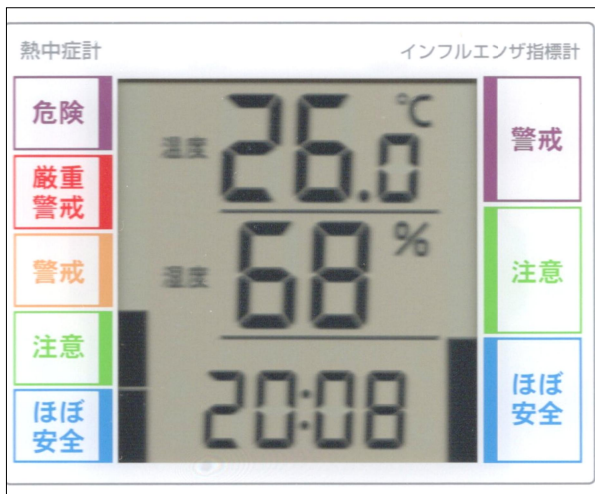 熱中症計
インフルエンザ指標計
危険
厳重
警戒
警戒
注意
ほぼ
安全
温度
26.0
℃
湿度
68
%
20:08
警戒
注意
ほぼ
安全